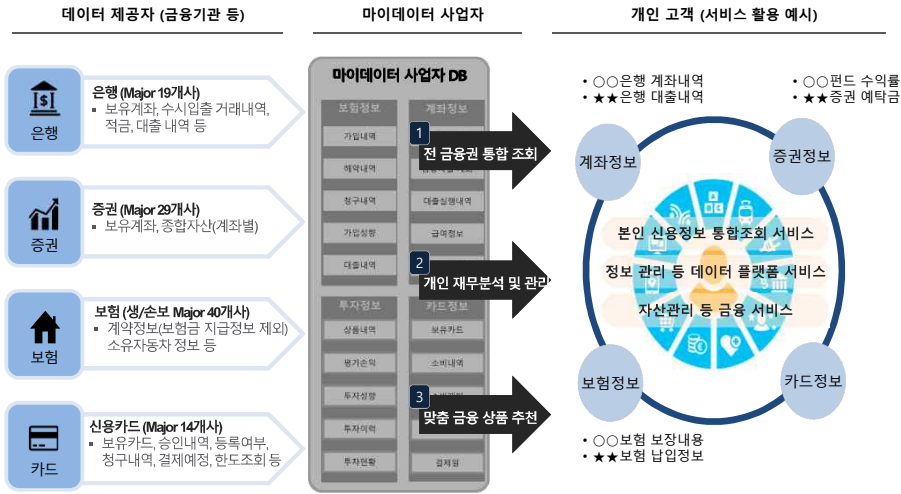 데이터 제공자 (금융기관 등)
마이데이터 사업자
개인 고객 (서비스 활용 예시)
은행
은행 (Major 19개사)
▪ 보유계좌, 수시입출 거래내역,
적금, 대출 내역 등
증권
증권 (Major 29개사)
▪ 보유계좌, 종합자산(계좌별)
보험
보험 (생/손보 Major 40개사)
▪ 계약정보(보험금 지급정보 제외)
소유자동차 정보 등
카드
신용카드 (Major 14개사)
▪ 보유카드, 승인내역, 등록여부,
청구내역, 결제예정, 한도조회 등
마이데이터 사업자 DB
보험정보
가입내역
해약내역
청구내역
가입성향
대출내역
계좌정보
대출실행내역
급여정보
투자정보
상품내역
평가손익
투자성향
투자이력
투자현황
카드정보
보유카드
소비내역
결제일
1
전 금융권 통합 조회
2
개인 재무분석 및 관리
3
맞춤 금융 상품 추천
• ○○은행 계좌내역
• ★★은행 대출내역
• ○○펀드 수익률
• ★★증권 예탁금
계좌정보
증권정보
본인 신용정보 통합조회 서비스
정보 관리 등 데이터 플랫폼 서비스
자산관리 등 금융 서비스
보험정보
카드정보
• ○○보험 보장내용
• ★★보험 납입정보